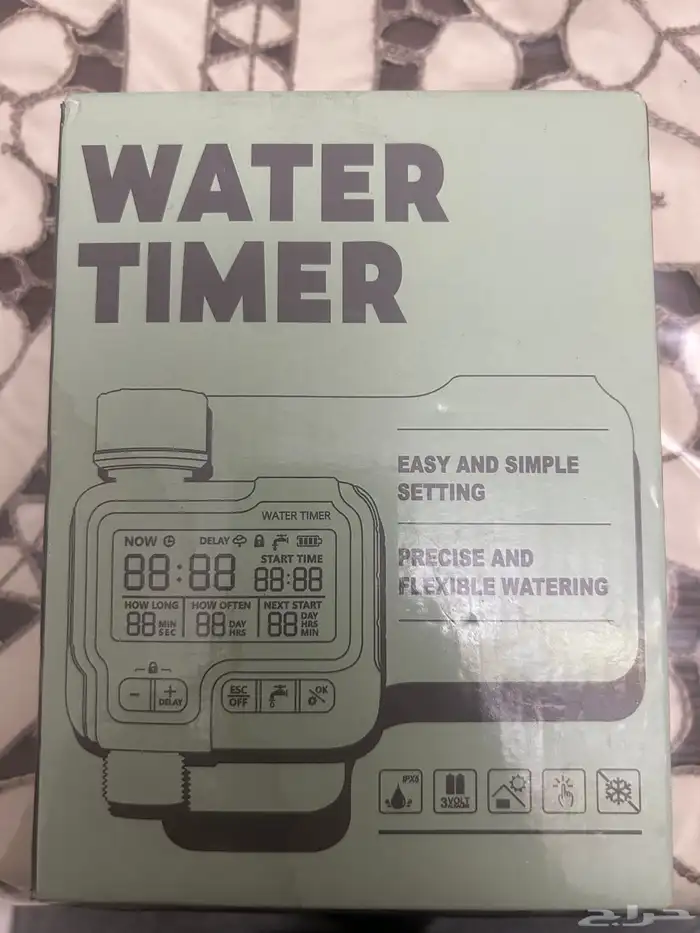 WATER
TIMER
EASY AND SIMPLE
SETTING
PRECISE AND
FLEXIBLE WATERING
WATER TIMER
NOW DELAY
START TIME
88:88 88:88
HOW LONG HOW OFTEN NEXT START
88 MIN SEC 88 DAY HRS 88 DAY HRS MIN
- + DELAY ESC OFF OK
IPX6
3VOLT
حراج